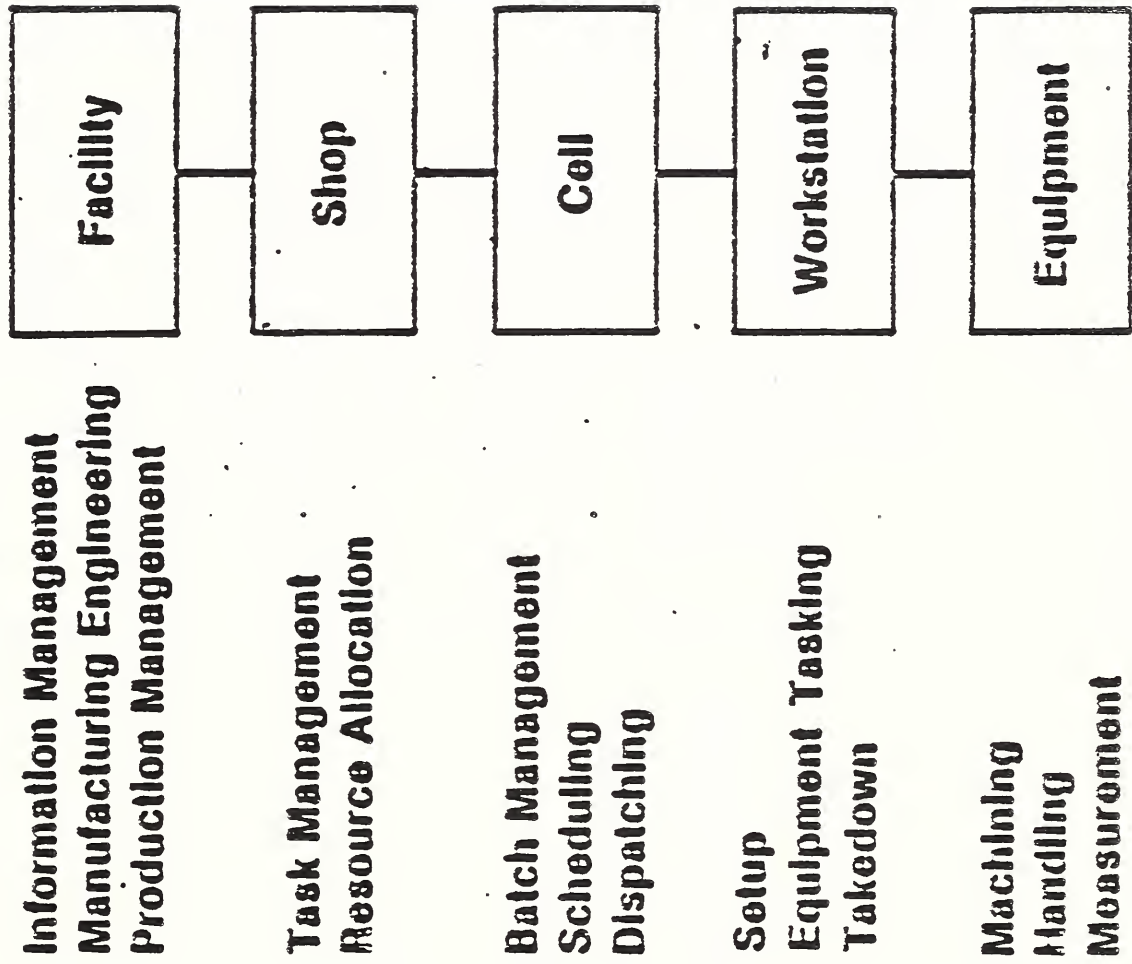 Information Management
Manufacturing Engineering
Production Management
Facility
Task Management
Resource Allocation
Shop
Batch Management
Scheduling
Dispatching
Cell
Setup
Equipment Tasking
Takedown
Workstation
Machining
Handling
Measurement
Equipment